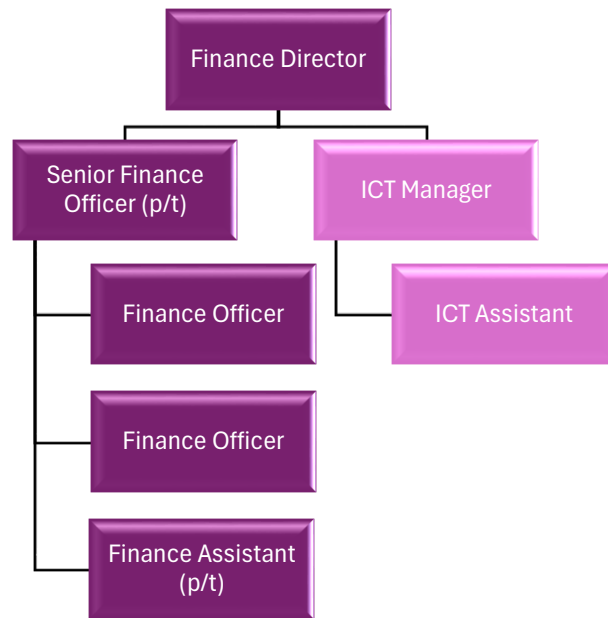 Finance Director
Senior Finance
Officer (p/t)
ICT Manager
Finance Officer
ICT Assistant
Finance Officer
Finance Assistant
(p/t)